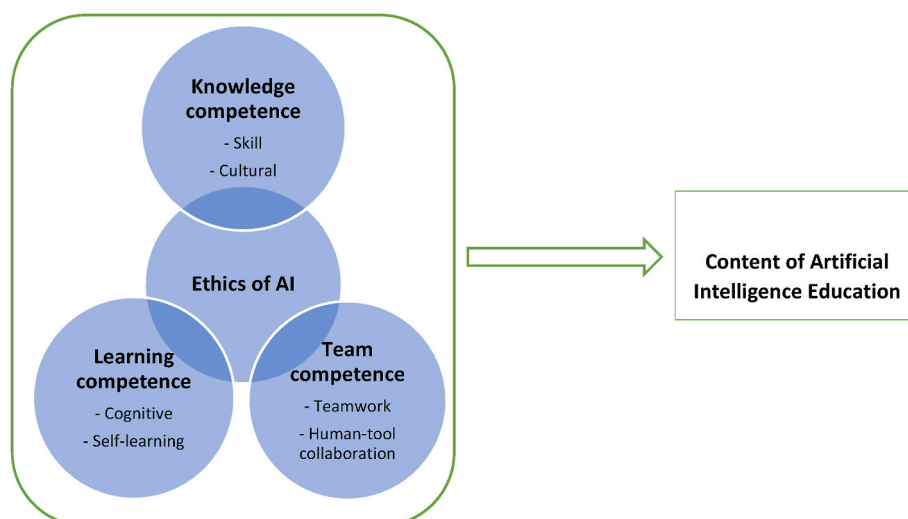 Knowledge
competence
- Skill
- Cultural
Ethics of AI
Learning
competence
- Cognitive
- Self-learning
Team
competence
- Teamwork
- Human-tool
collaboration
Content of Artificial
Intelligence Education